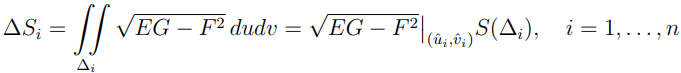 ΔS_i = ∬_{Δ_i} √(EG − F²) dudv = √(EG − F²)|_{(û_i,v̂_i)} S(Δ_i), i = 1, . . . , n